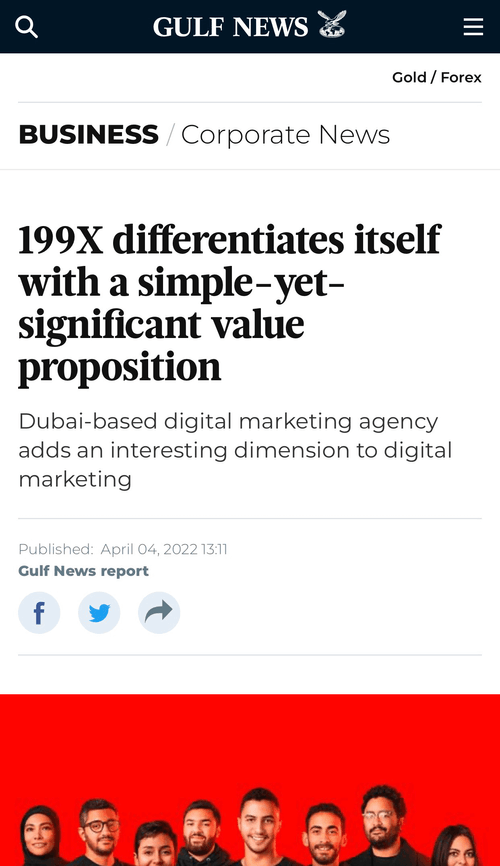 GULF NEWS
Gold / Forex
BUSINESS / Corporate News
199X differentiates itself
with a simple-yet-
significant value
proposition
Dubai-based digital marketing agency
adds an interesting dimension to digital
marketing
Published: April 04, 2022 13:11
Gulf News report